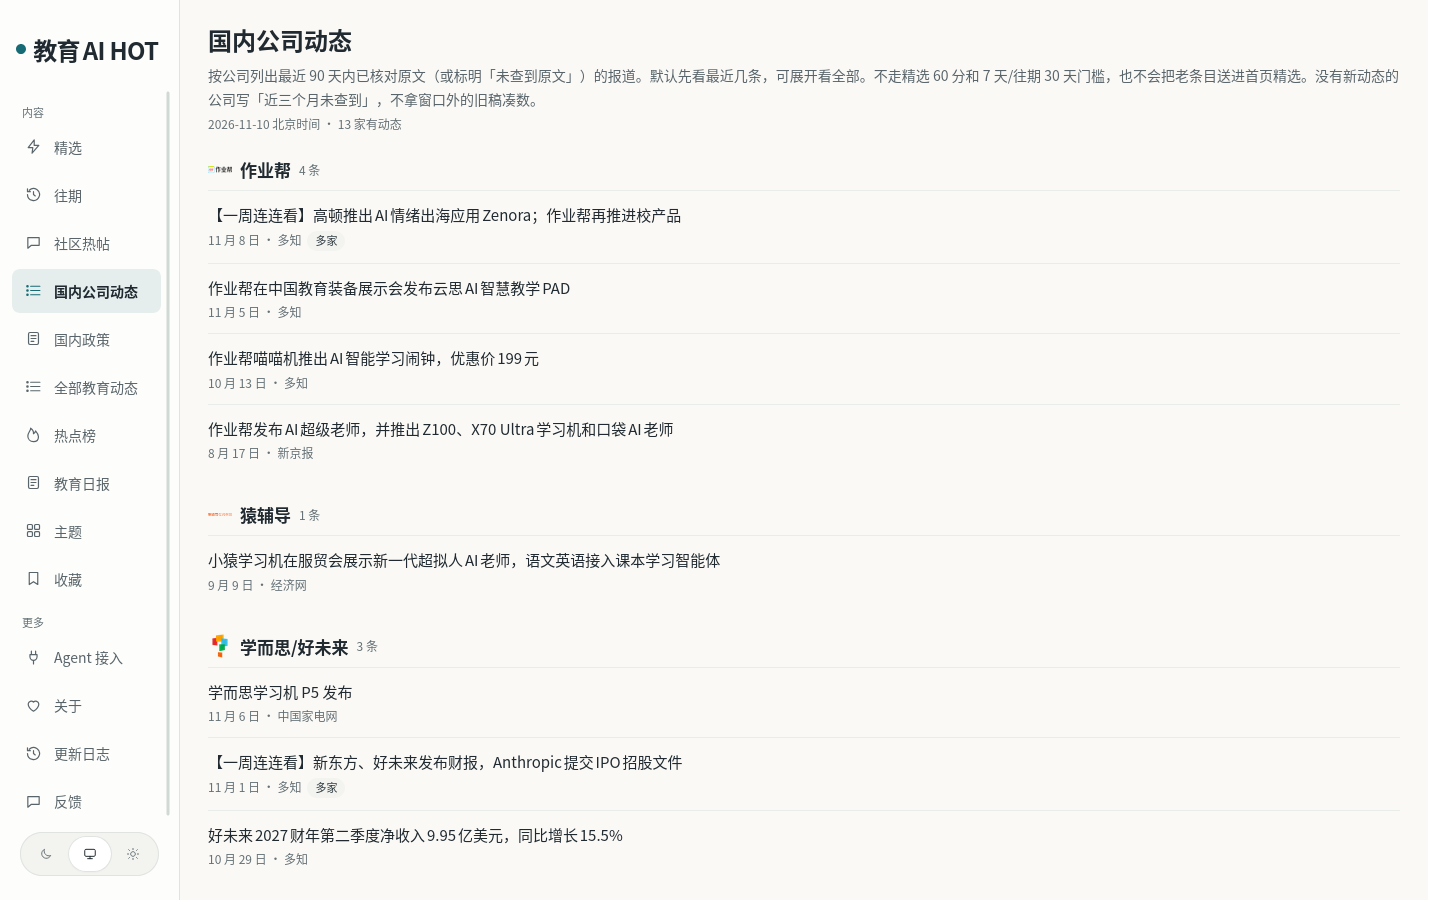 教育 AI HOT
内容
精选
往期
社区热帖
国内公司动态
国内政策
全部教育动态
热点榜
教育日报
主题
收藏
更多
Agent 接入
关于
更新日志
反馈
国内公司动态
按公司列出最近 90 天内已核对原文（或标明「未查到原文」）的报道。默认先看最近几条，可展开看全部。不走精选 60 分和 7 天/往期 30 天门槛，也不会把老条目送进首页精选。没有新动态的
公司写「近三个月未查到」，不拿窗口外的旧稿凑数。
2026-11-10 北京时间 · 13 家有动态
作业帮 作业帮 4 条
【一周连连看】高顿推出 AI 情绪出海应用 Zenora；作业帮再推进校产品
11 月 8 日 · 多知 多家
作业帮在中国教育装备展示会发布云思 AI 智慧教学 PAD
11 月 5 日 · 多知
作业帮喵喵机推出 AI 智能学习闹钟，优惠价 199 元
10 月 13 日 · 多知
作业帮发布 AI 超级老师，并推出 Z100、X70 Ultra 学习机和口袋 AI 老师
8 月 17 日 · 新京报
猿辅导 1 条
小猿学习机在服贸会展示新一代超拟人 AI 老师，语文英语接入课本学习智能体
9 月 9 日 · 经济网
学而思/好未来 3 条
学而思学习机 P5 发布
11 月 6 日 · 中国家电网
【一周连连看】新东方、好未来发布财报，Anthropic 提交 IPO 招股文件
11 月 1 日 · 多知 多家
好未来 2027 财年第二季度净收入 9.95 亿美元，同比增长 15.5%
10 月 29 日 · 多知